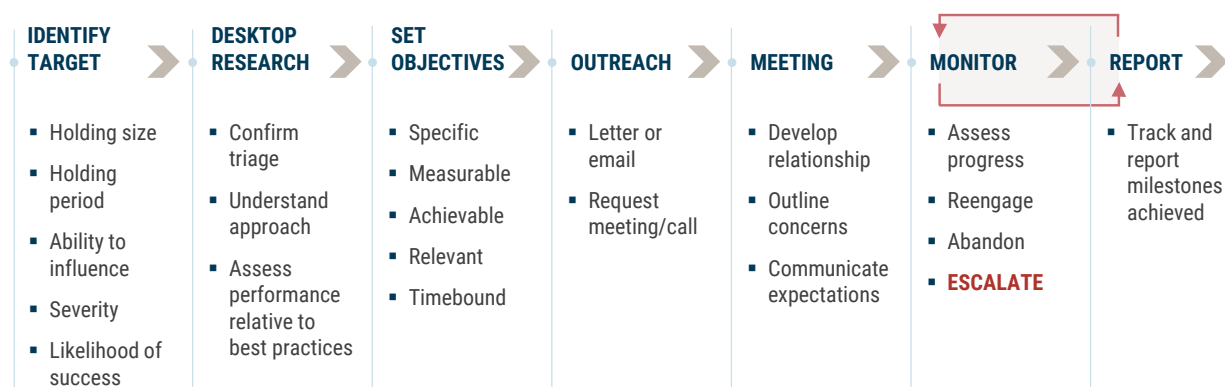 IDENTIFY
TARGET
▪ Holding size
▪ Holding
period
▪ Ability to
influence
▪ Severity
▪ Likelihood of
success
DESKTOP
RESEARCH
▪ Confirm
triage
▪ Understand
approach
▪ Assess
performance
relative to
best practices
SET
OBJECTIVES
▪ Specific
▪ Measurable
▪ Achievable
▪ Relevant
▪ Timebound
OUTREACH
▪ Letter or
email
▪ Request
meeting/call
MEETING
▪ Develop
relationship
▪ Outline
concerns
▪ Communicate
expectations
MONITOR
▪ Assess
progress
▪ Reengage
▪ Abandon
▪ ESCALATE
REPORT
▪ Track and
report
milestones
achieved